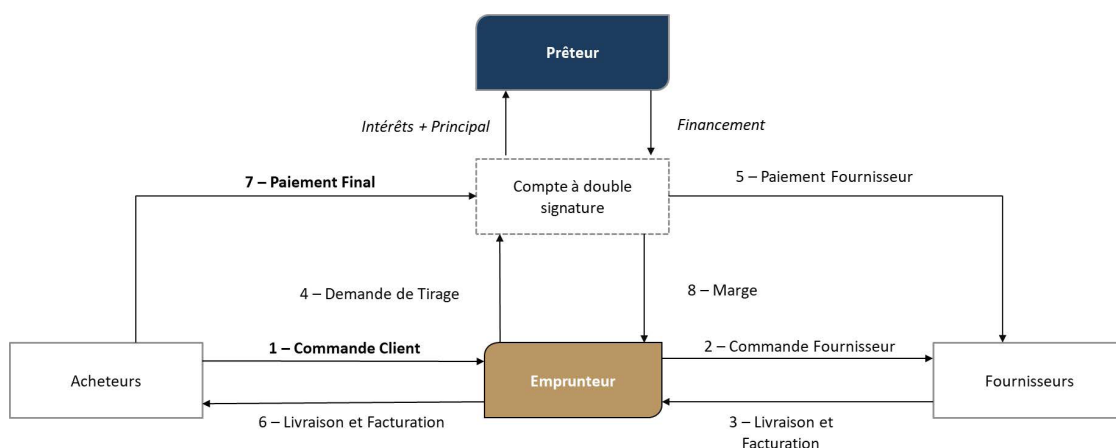 Prêteur
Intérêts + Principal
Financement
7 – Paiement Final
Compte à double
signature
5 – Paiement Fournisseur
4 – Demande de Tirage
8 – Marge
1 – Commande Client
2 – Commande Fournisseur
Acheteurs
Emprunteur
Fournisseurs
6 – Livraison et Facturation
3 – Livraison et
Facturation